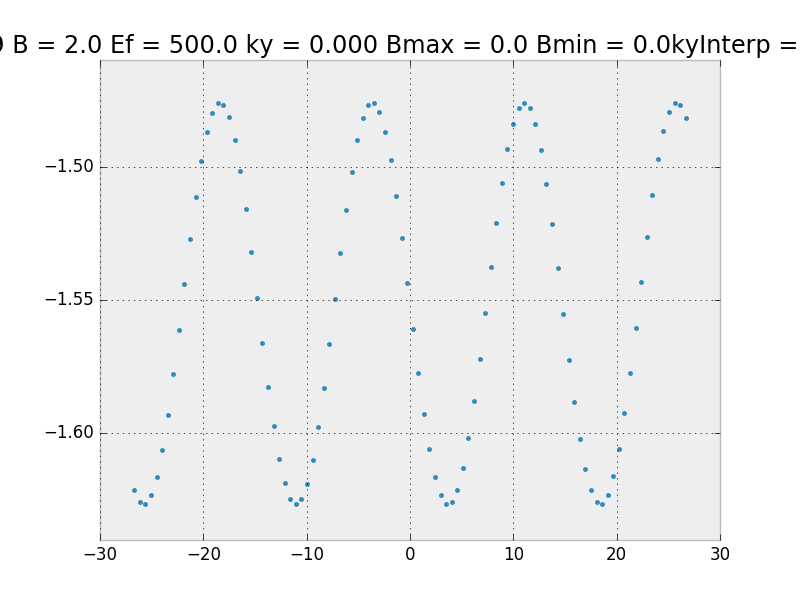 B = 2.0 Ef = 500.0 ky = 0.000 Bmax = 0.0 Bmin = 0.0kyInterp =
−1.50
−1.55
−1.60
−30 −20 −10 0 10 20 30